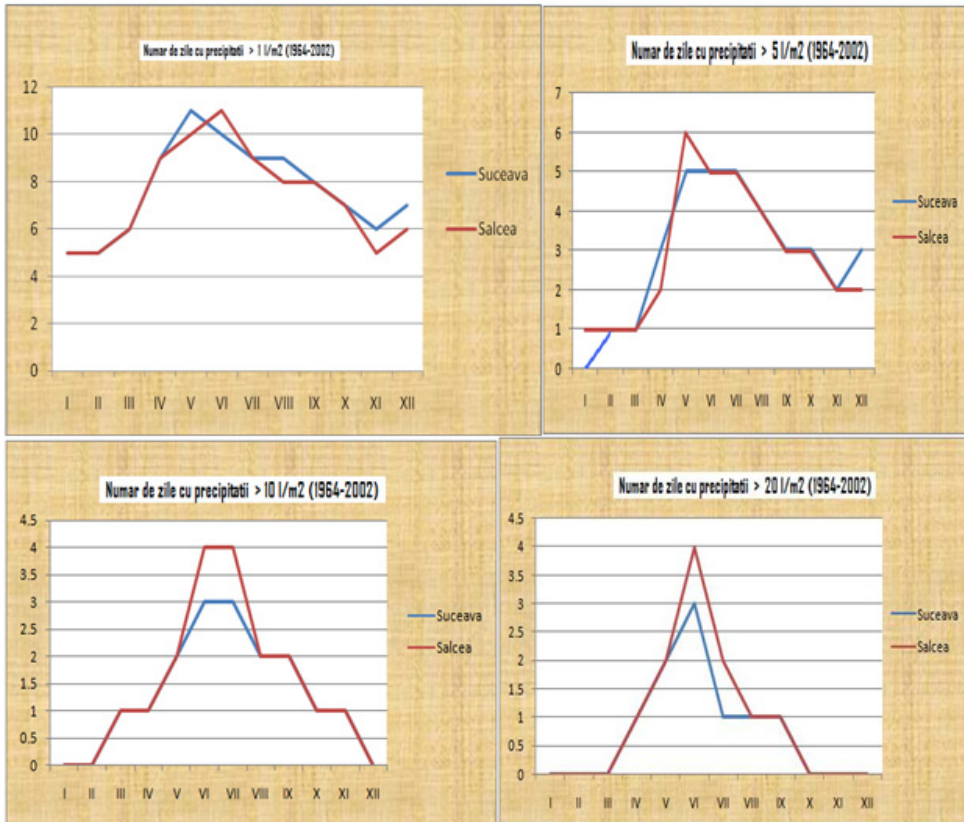 Numar de zile cu precipitatii > 1 l/m2 (1964-2002)
12
10
8
6
4
2
0
I II III IV V VI VII VIII IX X XI XII
Suceava
Salcea
Numar de zile cu precipitatii > 5 l/m2 (1964-2002)
7
6
5
4
3
2
1
0
I II III IV V VI VII VIII IX X XI XII
Suceava
Salcea
Numar de zile cu precipitatii > 10 l/m2 (1964-2002)
4.5
4
3.5
3
2.5
2
1.5
1
0.5
0
I II III IV V VI VII VIII IX X XI XII
Suceava
Salcea
Numar de zile cu precipitatii > 20 l/m2 (1964-2002)
4.5
4
3.5
3
2.5
2
1.5
1
0.5
0
I II III IV V VI VII VIII IX X XI XII
Suceava
Salcea